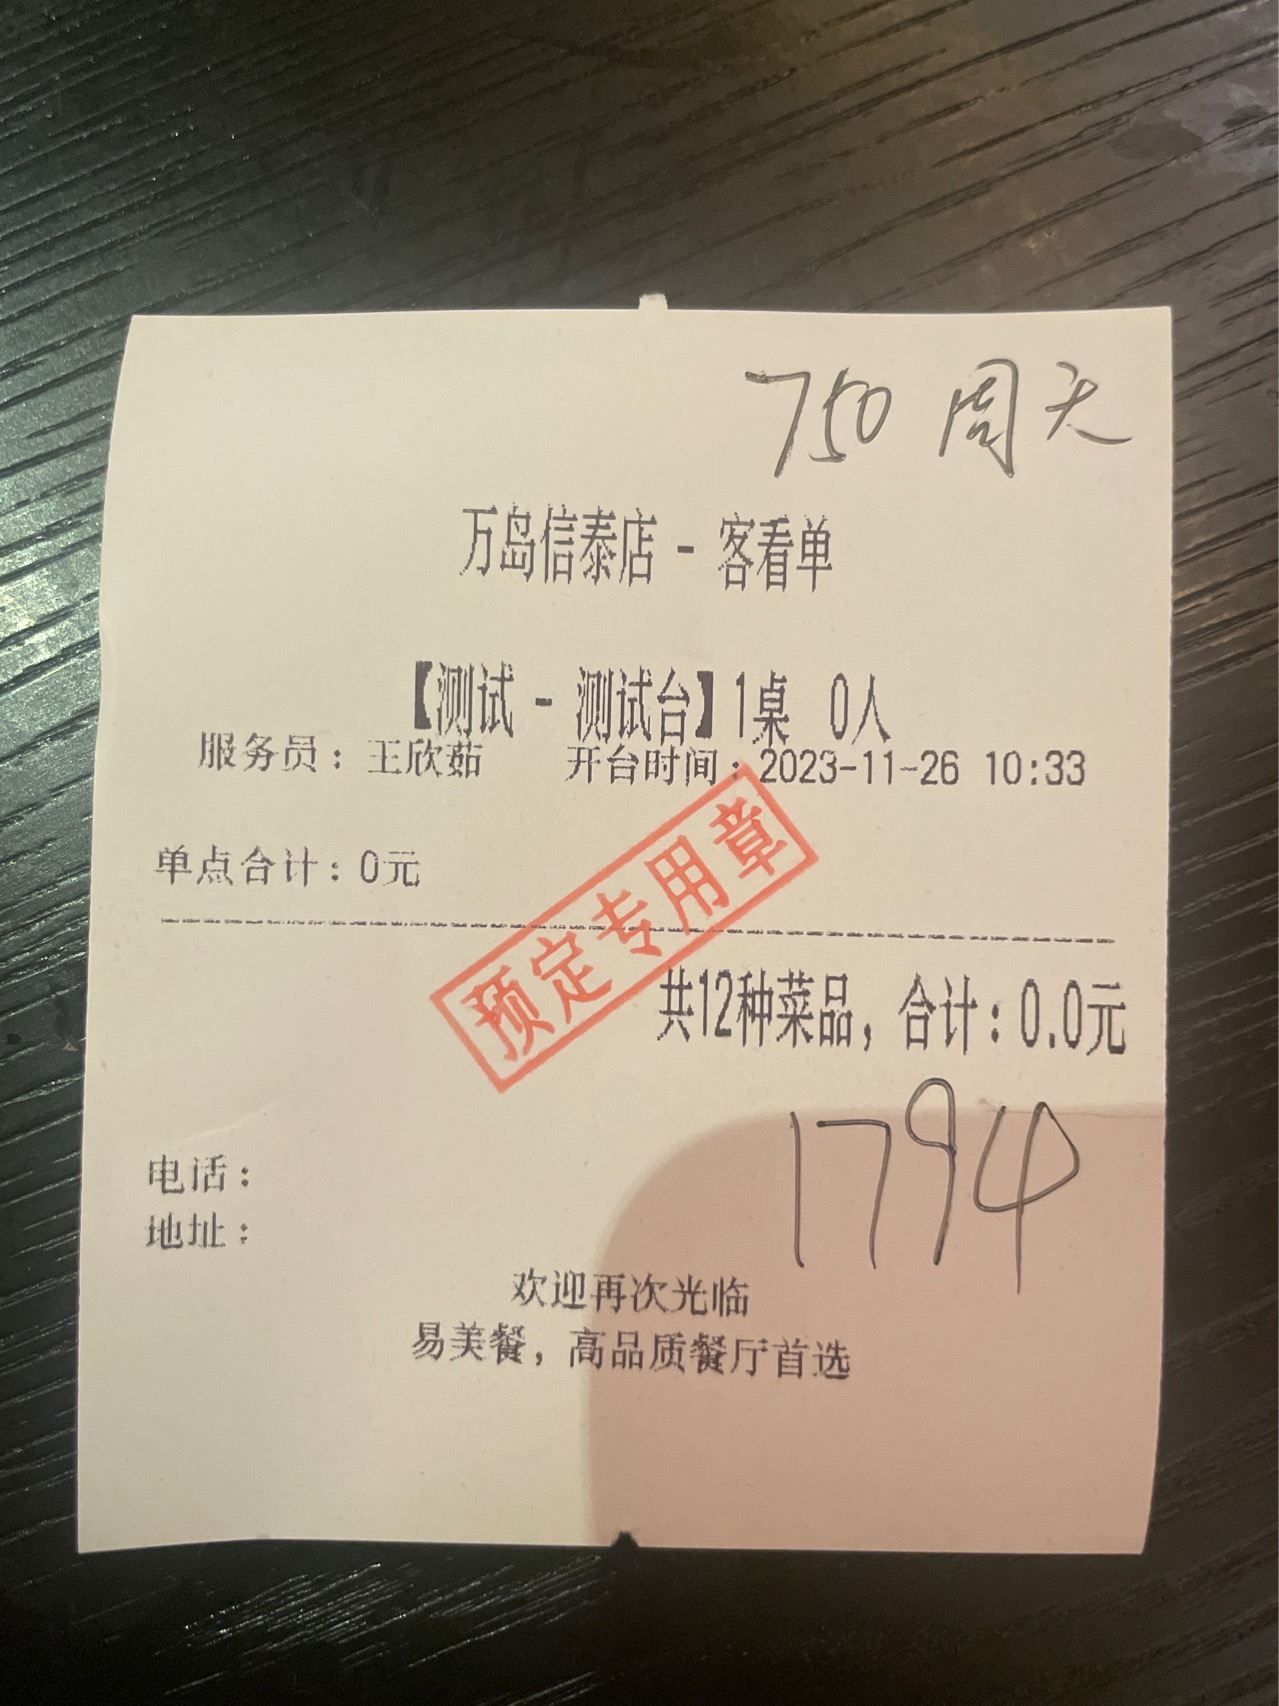 750 周天
万岛信泰店 - 客看单
【测试 - 测试台】1桌 0人
服务员：王欣茹 开台时间：2023-11-26 10:33
单点合计：0元
预定专用章
共12种菜品，合计：0.0元
1794
电话：
地址：
欢迎再次光临
易美餐，高品质餐厅首选